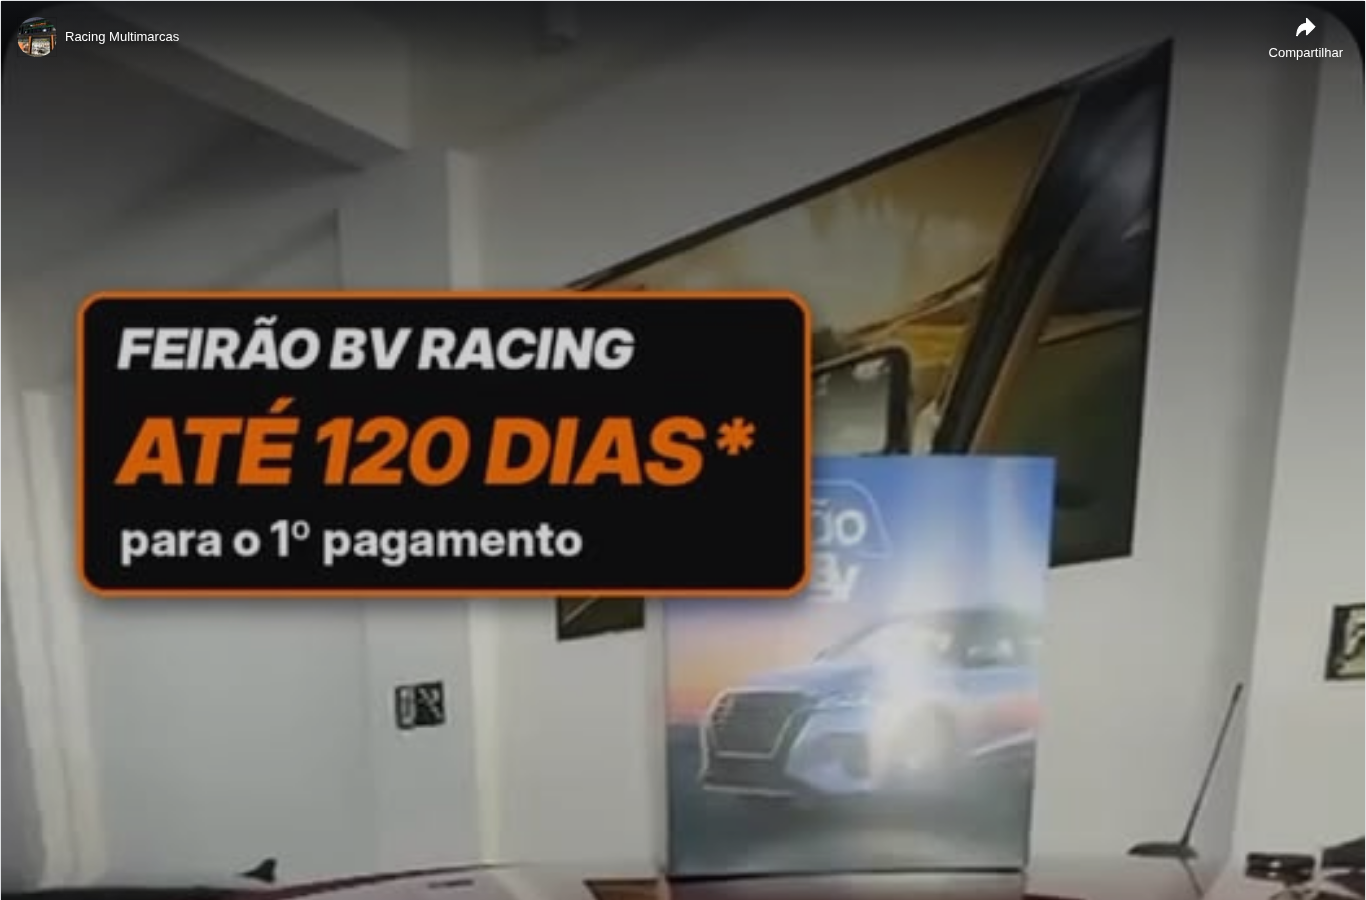 Racing Multimarcas
Compartilhar
FEIRÃO BV RACING
ATÉ 120 DIAS*
para o 1º pagamento